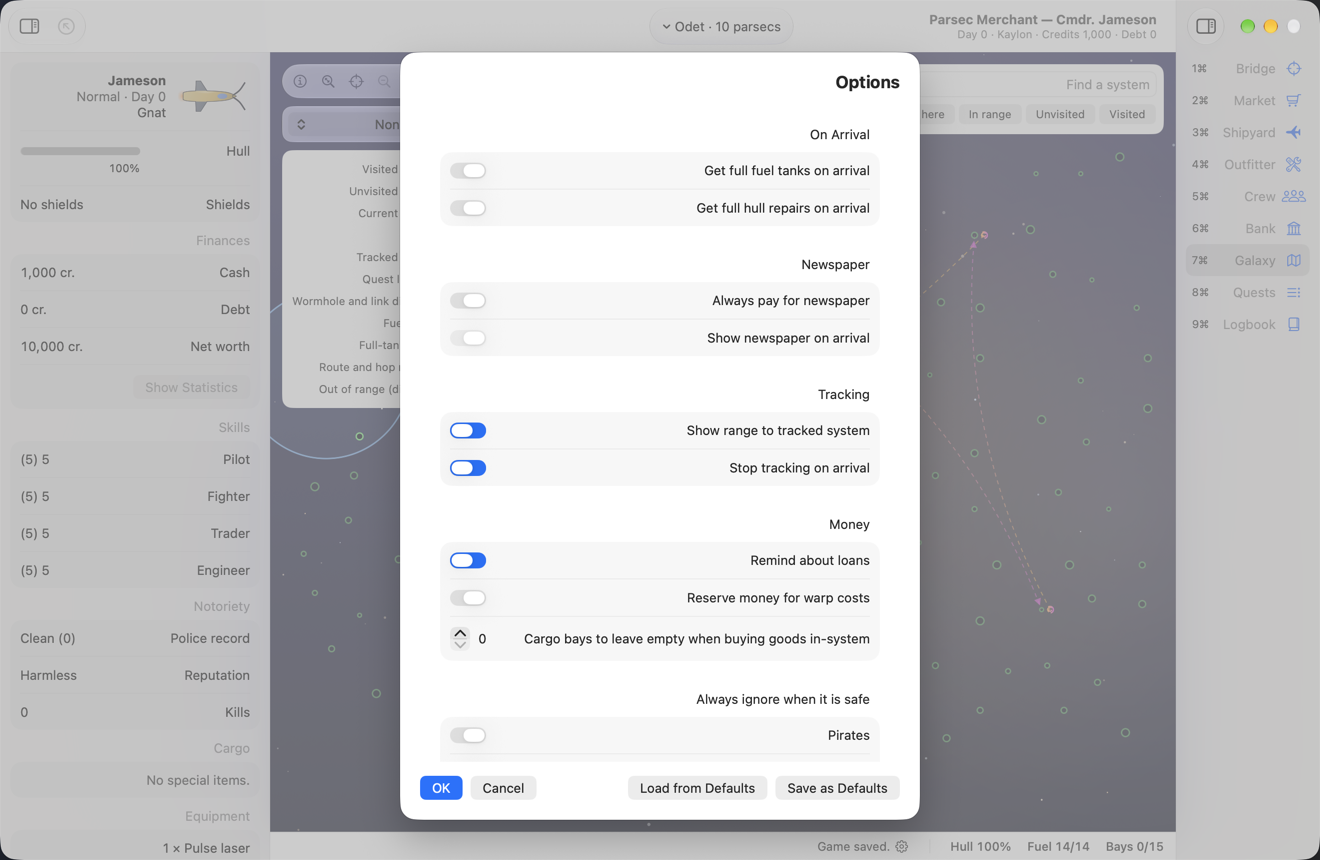 Odet · 10 parsecs
Parsec Merchant — Cmdr. Jameson
Day 0 · Kaylon · Credits 1,000 · Debt 0
Bridge 1⌘
Market 2⌘
Shipyard 3⌘
Outfitter 4⌘
Crew 5⌘
Bank 6⌘
Galaxy 7⌘
Quests 8⌘
Logbook 9⌘
Jameson
Normal · Day 0
Gnat
Hull
100%
Shields No shields
Finances
Cash 1,000 cr.
Debt 0 cr.
Net worth 10,000 cr.
Show Statistics
Skills
Pilot (5) 5
Fighter (5) 5
Trader (5) 5
Engineer (5) 5
Notoriety
Police record Clean (0)
Reputation Harmless
Kills 0
Cargo
No special items.
Equipment
1 × Pulse laser
Visited
Unvisited
Current
Tracked
Quest
Wormhole and link
Route and hop
Out of range
Find a system
here
In range
Unvisited
Visited
Options
On Arrival
Get full fuel tanks on arrival
Get full hull repairs on arrival
Newspaper
Always pay for newspaper
Show newspaper on arrival
Tracking
Show range to tracked system
Stop tracking on arrival
Money
Remind about loans
Reserve money for warp costs
Cargo bays to leave empty when buying goods in-system 0
Always ignore when it is safe
Pirates
OK
Cancel
Load from Defaults
Save as Defaults
Game saved.
Hull 100%
Fuel 14/14
Bays 0/15